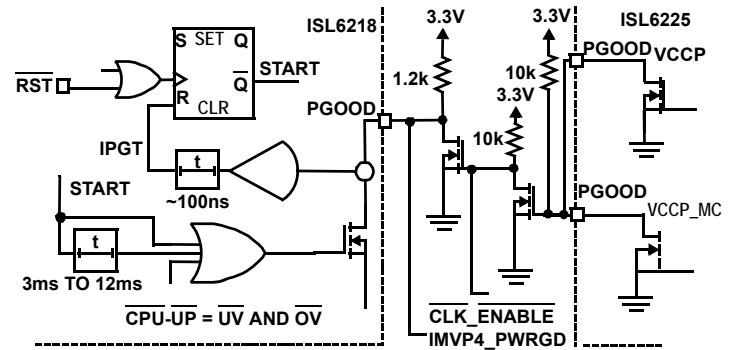 ISL6218
3.3V
3.3V
ISL6225
S SET Q
R CLR Q
RST
START
1.2k
10k
3.3V
10k
PGOOD VCCP
PGOOD
IPGT
t
~100ns
START
t
3ms TO 12ms
PGOOD
VCCP_MC
CPU-UP = UV AND OV
CLK_ENABLE
IMVP4_PWRGD